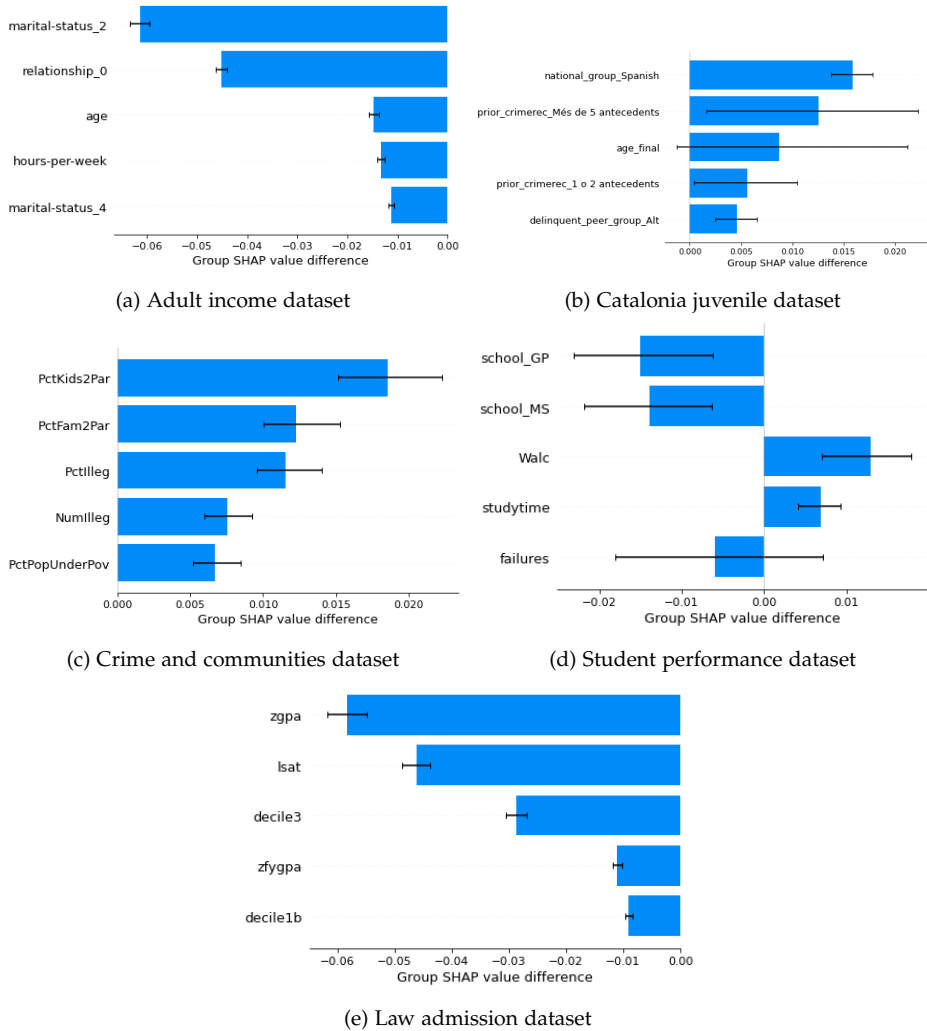 marital-status_2
relationship_0
age
hours-per-week
marital-status_4
−0.06 −0.05 −0.04 −0.03 −0.02 −0.01 0.00
Group SHAP value difference
(a) Adult income dataset
national_group_Spanish
prior_crimerec_Més de 5 antecedents
age_final
prior_crimerec_1 o 2 antecedents
delinquent_peer_group_Alt
0.000 0.005 0.010 0.015 0.020
Group SHAP value difference
(b) Catalonia juvenile dataset
PctKids2Par
PctFam2Par
PctIlleg
NumIlleg
PctPopUnderPov
0.000 0.005 0.010 0.015 0.020
Group SHAP value difference
(c) Crime and communities dataset
school_GP
school_MS
Walc
studytime
failures
−0.02 −0.01 0.00 0.01
Group SHAP value difference
(d) Student performance dataset
zgpa
lsat
decile3
zfygpa
decile1b
−0.06 −0.05 −0.04 −0.03 −0.02 −0.01 0.00
Group SHAP value difference
(e) Law admission dataset